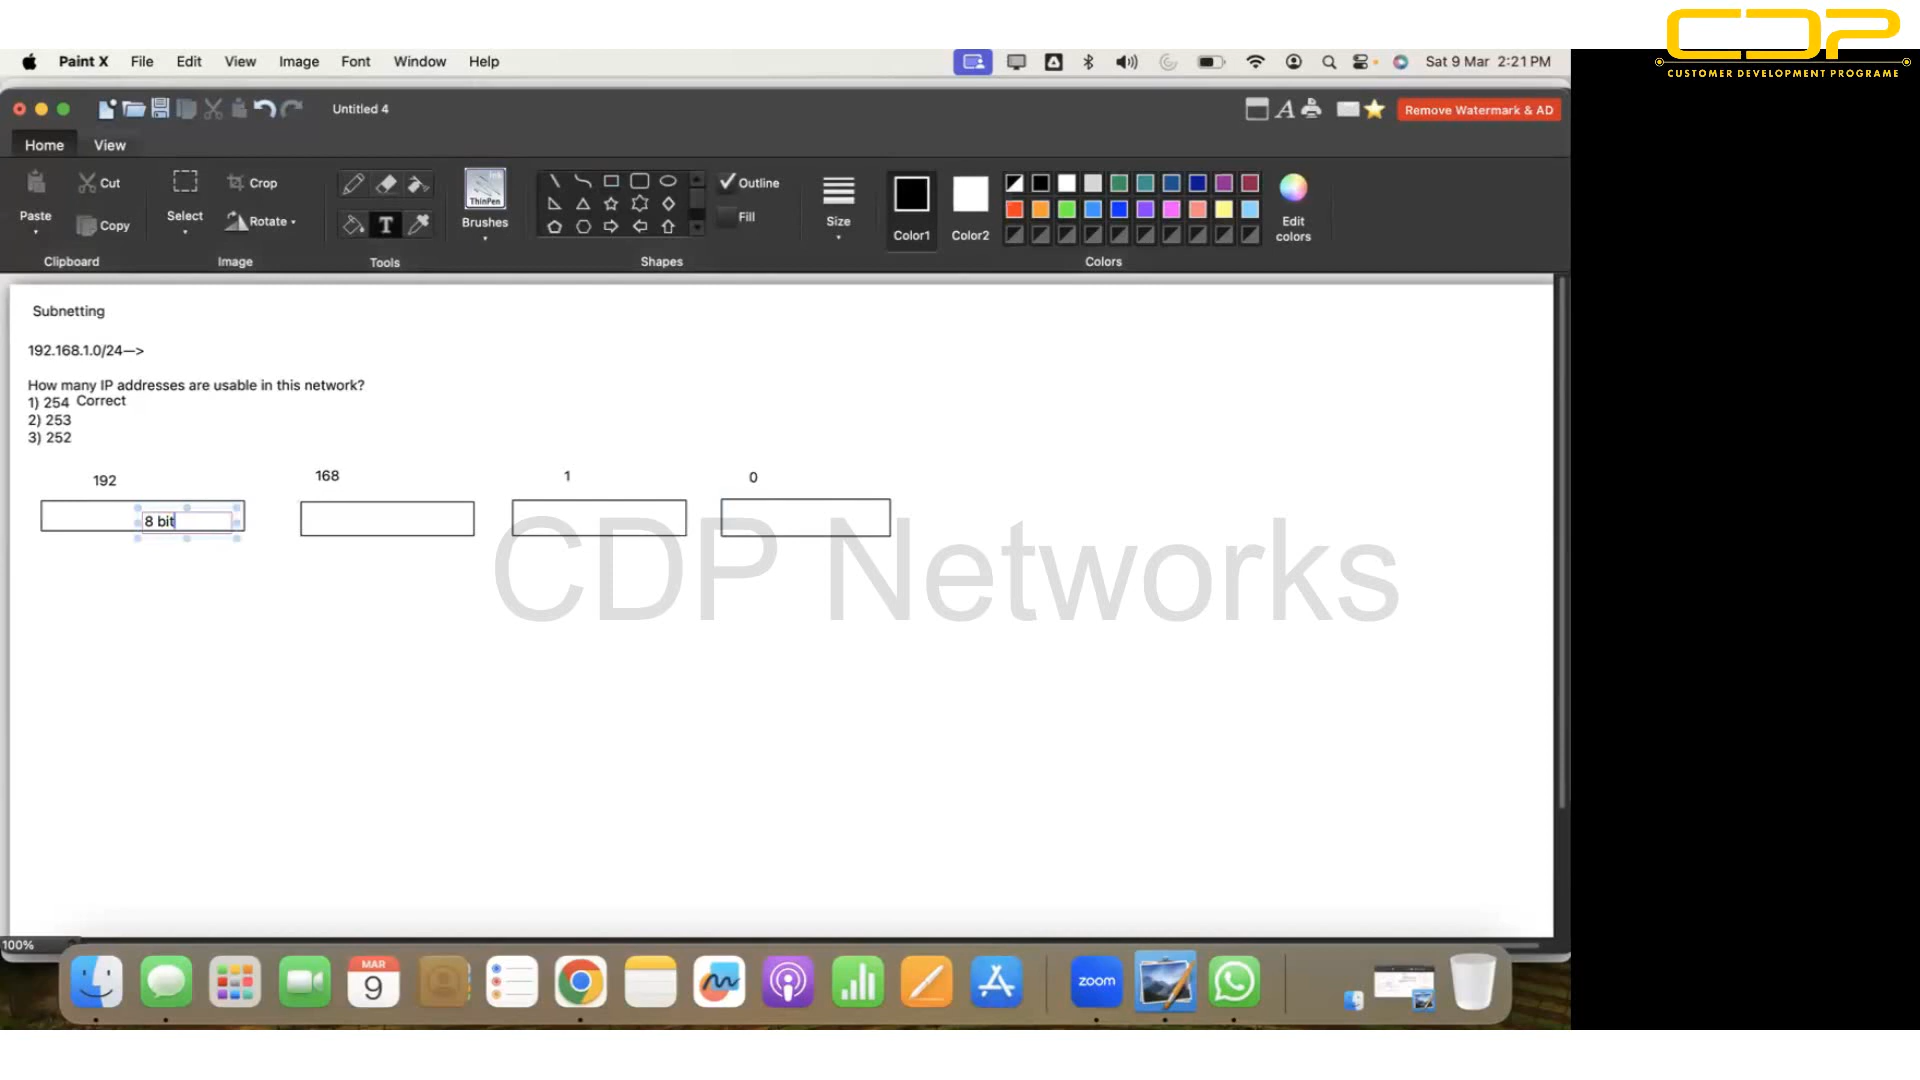 CDP
CUSTOMER DEVELOPMENT PROGRAME
Paint X File Edit View Image Font Window Help Sat 9 Mar 2:21 PM
Untitled 4 A Remove Watermark & AD
Home View
Paste Cut Copy Select Crop Rotate T Ink ThinPen Brushes Outline Fill Size Color1 Color2 Edit colors
Clipboard Image Tools Shapes Colors
Subnetting
192.168.1.0/24—>
How many IP addresses are usable in this network?
1) 254 Correct
2) 253
3) 252
192 168 1 0
8 bit
CDP Networks
100%
MAR
9
zoom